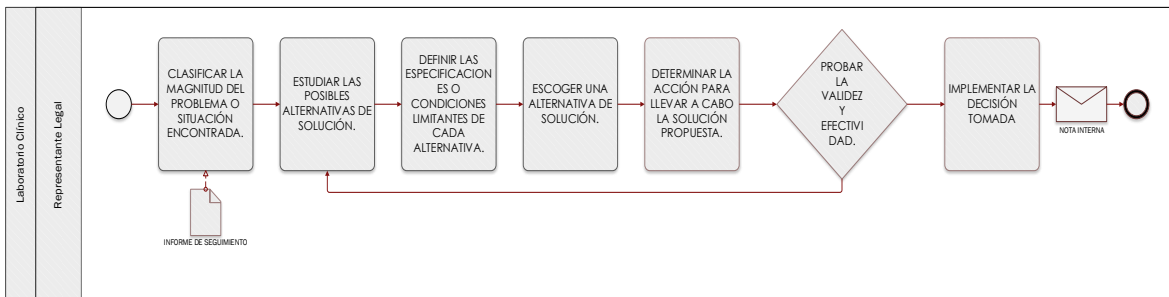 Laboratorio Clínico
Representante Legal
CLASIFICAR LA
MAGNITUD DEL
PROBLEMA O
SITUACIÓN
ENCONTRADA.
ESTUDIAR LAS
POSIBLES
ALTERNATIVAS DE
SOLUCIÓN.
DEFINIR LAS
ESPECIFICACION
ES O
CONDICIONES
LIMITANTES DE
CADA
ALTERNATIVA.
ESCOGER UNA
ALTERNATIVA DE
SOLUCIÓN.
DETERMINAR LA
ACCIÓN PARA
LLEVAR A CABO
LA SOLUCIÓN
PROPUESTA.
PROBAR
LA
VALIDEZ
Y
EFECTIVI
DAD.
IMPLEMENTAR LA
DECISIÓN
TOMADA
NOTA INTERNA
INFORME DE SEGUIMIENTO